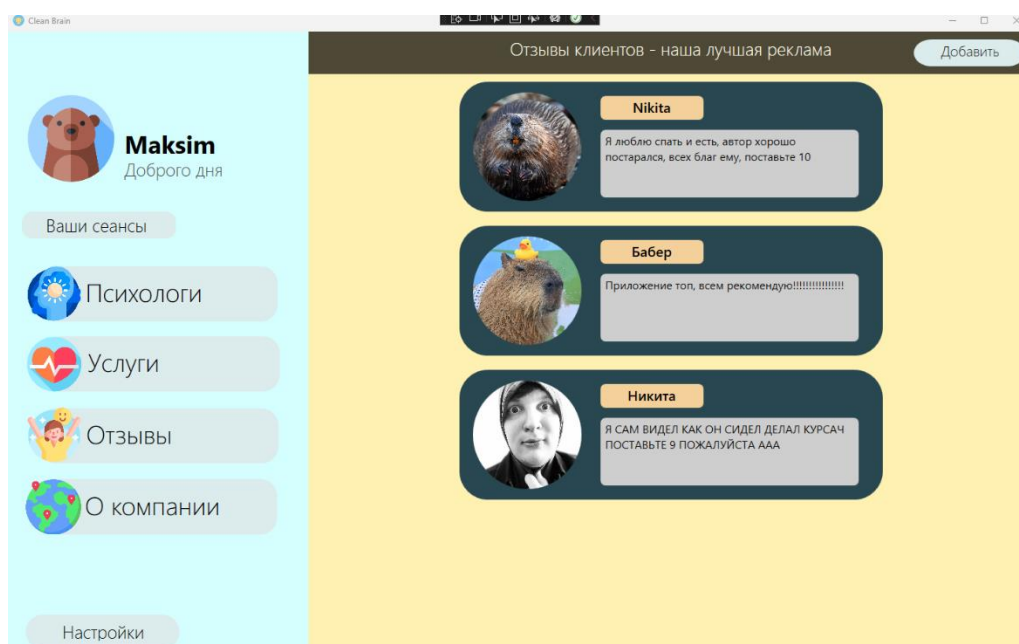 Clean Brain
Отзывы клиентов - наша лучшая реклама
Добавить
Maksim
Доброго дня
Ваши сеансы
Психологи
Услуги
Отзывы
О компании
Настройки
Nikita
Я люблю спать и есть, автор хорошо
постарался, всех благ ему, поставьте 10
Бабер
Приложение топ, всем рекомендую!!!!!!!!!!!!!!!!
Никита
Я САМ ВИДЕЛ КАК ОН СИДЕЛ ДЕЛАЛ КУРСАЧ
ПОСТАВЬТЕ 9 ПОЖАЛУЙСТА ААА